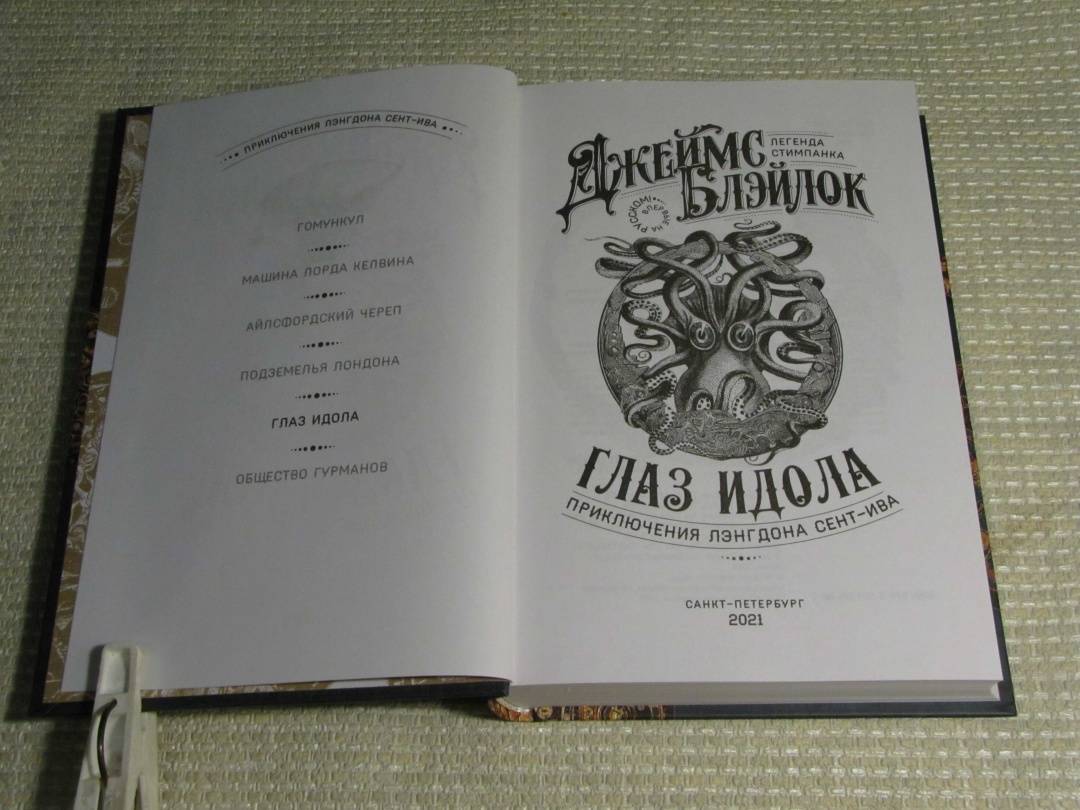 ПРИКЛЮЧЕНИЯ ЛЭНГДОНА СЕНТ-ИВА
ГОМУНКУЛ
МАШИНА ЛОРДА КЕЛВИНА
АЙЛСФОРДСКИЙ ЧЕРЕП
ПОДЗЕМЕЛЬЯ ЛОНДОНА
ГЛАЗ ИДОЛА
ОБЩЕСТВО ГУРМАНОВ
ДЖЕЙМС
ЛЕГЕНДА
СТИМПАНКА
БЛЭЙЛОК
ВПЕРВЫЕ НА РУССКОМ!
ГЛАЗ ИДОЛА
ПРИКЛЮЧЕНИЯ ЛЭНГДОНА СЕНТ-ИВА
САНКТ-ПЕТЕРБУРГ
2021